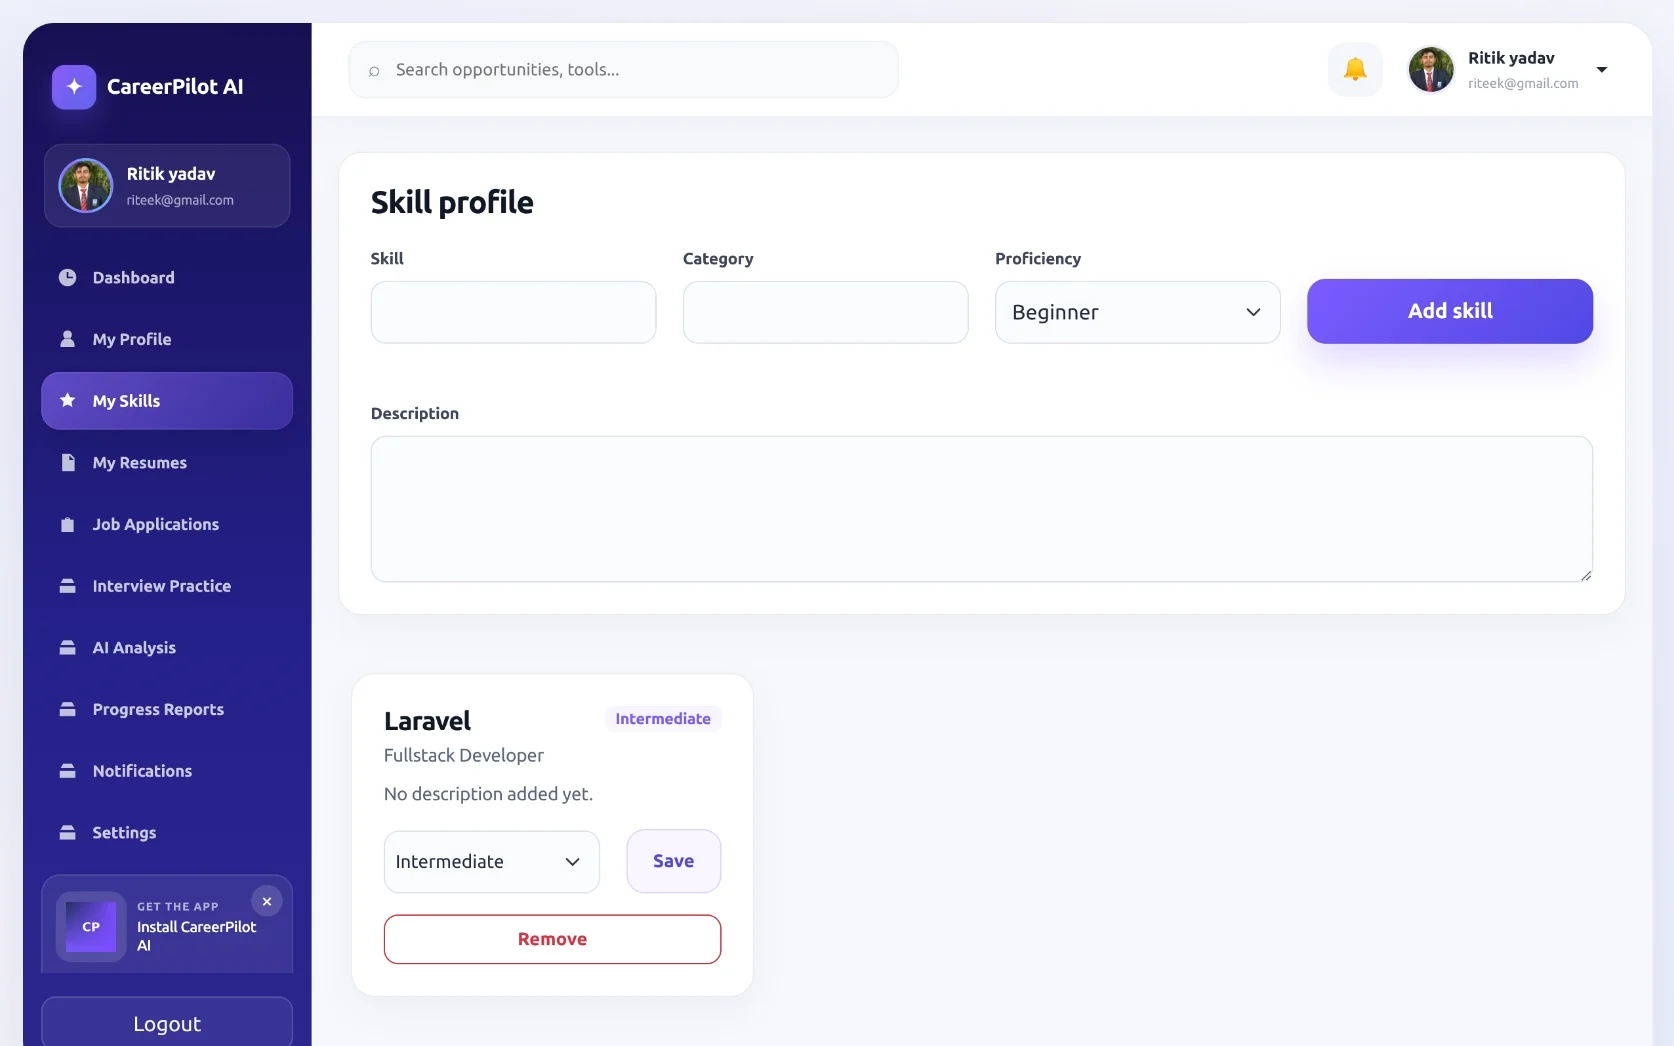 CareerPilot AI
Ritik yadav
riteek@gmail.com
Dashboard
My Profile
My Skills
My Resumes
Job Applications
Interview Practice
AI Analysis
Progress Reports
Notifications
Settings
CP
GET THE APP
Install CareerPilot
AI
Logout
Search opportunities, tools...
Ritik yadav
riteek@gmail.com
Skill profile
Skill
Category
Proficiency
Beginner
Add skill
Description
Laravel
Intermediate
Fullstack Developer
No description added yet.
Intermediate
Save
Remove